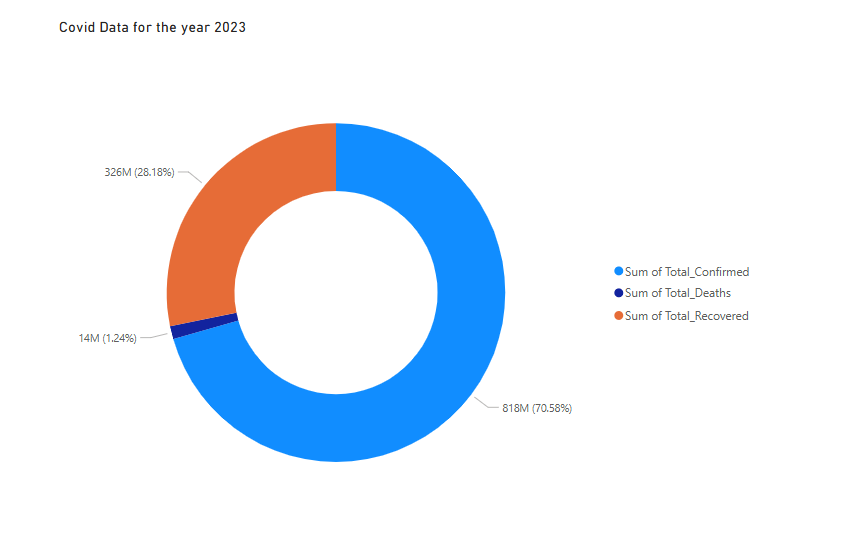 Covid Data for the year 2023
326M (28.18%)
14M (1.24%)
818M (70.58%)
Sum of Total_Confirmed
Sum of Total_Deaths
Sum of Total_Recovered